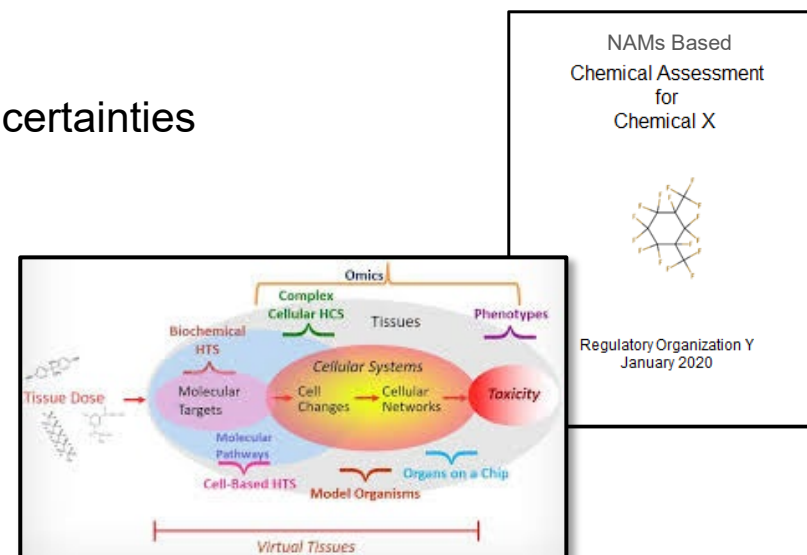 certainties
NAMs Based
Chemical Assessment
for
Chemical X
Regulatory Organization Y
January 2020
Omics
Complex
Cellular HCS
Tissues
Phenotypes
Biochemical
HTS
Cellular Systems
Tissue Dose
Molecular
Targets
Cell
Changes
Cellular
Networks
Toxicity
Molecular
Pathways
Cell-Based HTS
Model Organisms
Organs on a Chip
Virtual Tissues